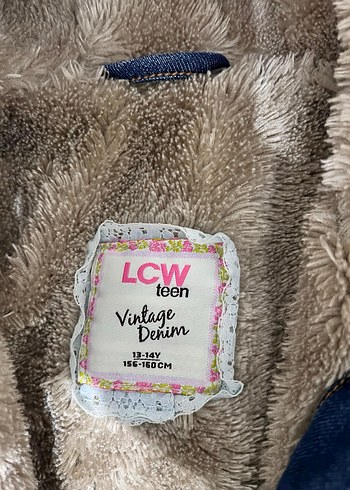 LCW
teen
Vintage
Denim
13-14Y
156-160CM